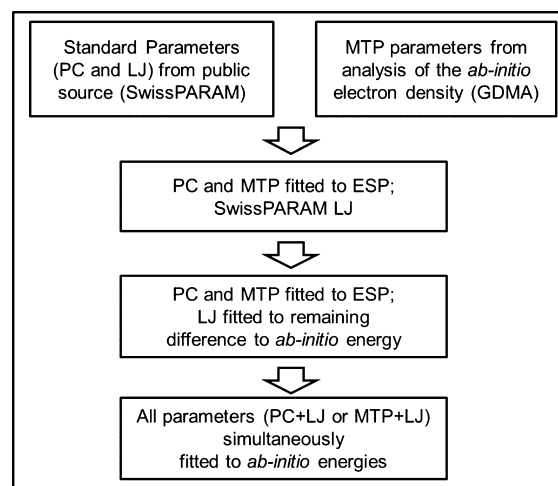 Standard Parameters
(PC and LJ) from public
source (SwissPARAM)
MTP parameters from
analysis of the ab-initio
electron density (GDMA)
PC and MTP fitted to ESP;
SwissPARAM LJ
PC and MTP fitted to ESP;
LJ fitted to remaining
difference to ab-initio energy
All parameters (PC+LJ or MTP+LJ)
simultaneously
fitted to ab-initio energies